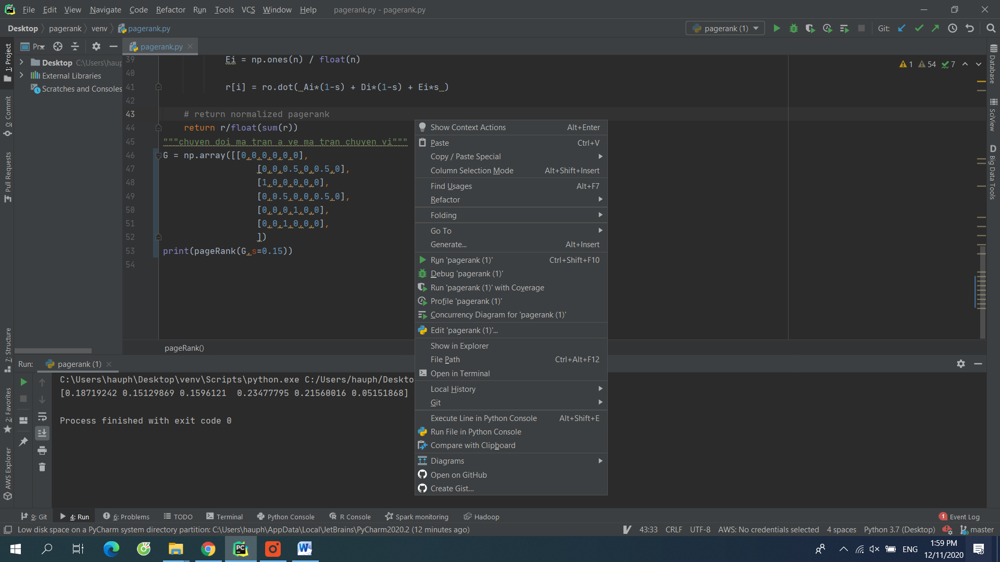 File Edit View Navigate Code Refactor Run Tools VCS Window Help pagerank.py - pagerank.py
Desktop pagerank venv pagerank.py pagerank (1) Git:
1: Project
0: Commit
Pull Requests
7: Structure
2: Favorites
AWS Explorer
Pr
Desktop C:\Users\haup
External Libraries
Scratches and Consoles
pagerank.py
39 Ei = np.ones(n) / float(n)
40
41 r[i] = ro.dot( Ai*(1-s) + Di*(1-s) + Ei*s )
42
43 # return normalized pagerank
44 return r/float(sum(r))
45 """chuyen doi ma tran a ve ma tran chuyen vi"""
46 G = np.array([[0,0,0,0,0,0],
47 [0,0,0.5,0,0.5,0],
48 [1,0,0,0,0,0],
49 [0,0.5,0,0,0.5,0],
50 [0,0,0,1,0,0],
51 [0,0,1,0,0,0],
52 ])
53 print(pageRank(G,s=0.15))
54
1 54 7
Database
SciView
D Big Data Tools
Show Context Actions Alt+Enter
Paste Ctrl+V
Copy / Paste Special
Column Selection Mode Alt+Shift+Insert
Find Usages Alt+F7
Refactor
Folding
Go To
Generate... Alt+Insert
Run 'pagerank (1)' Ctrl+Shift+F10
Debug 'pagerank (1)'
Run 'pagerank (1)' with Coverage
Profile 'pagerank (1)'
Concurrency Diagram for 'pagerank (1)'
Edit 'pagerank (1)'...
Show in Explorer
File Path Ctrl+Alt+F12
Open in Terminal
Local History
Git
Execute Line in Python Console Alt+Shift+E
Run File in Python Console
Compare with Clipboard
Diagrams
Open on GitHub
Create Gist...
pageRank()
Run: pagerank (1)
C:\Users\hauph\Desktop\venv\Scripts\python.exe C:/Users/hauph/Deskto
[0.18719242 0.15129869 0.1596121 0.23477795 0.21560016 0.05151868]
Process finished with exit code 0
9: Git 4: Run 6: Problems TODO Terminal Python Console R Console Spark monitoring Hadoop 1 Event Log
Low disk space on a PyCharm system directory partition: C:\Users\hauph\AppData\Local\JetBrains\PyCharm2020.2 (12 minutes ago) 43:33 CRLF UTF-8 AWS: No credentials selected 4 spaces Python 3.7 (Desktop) master
PC W ENG 1:59 PM
12/11/2020